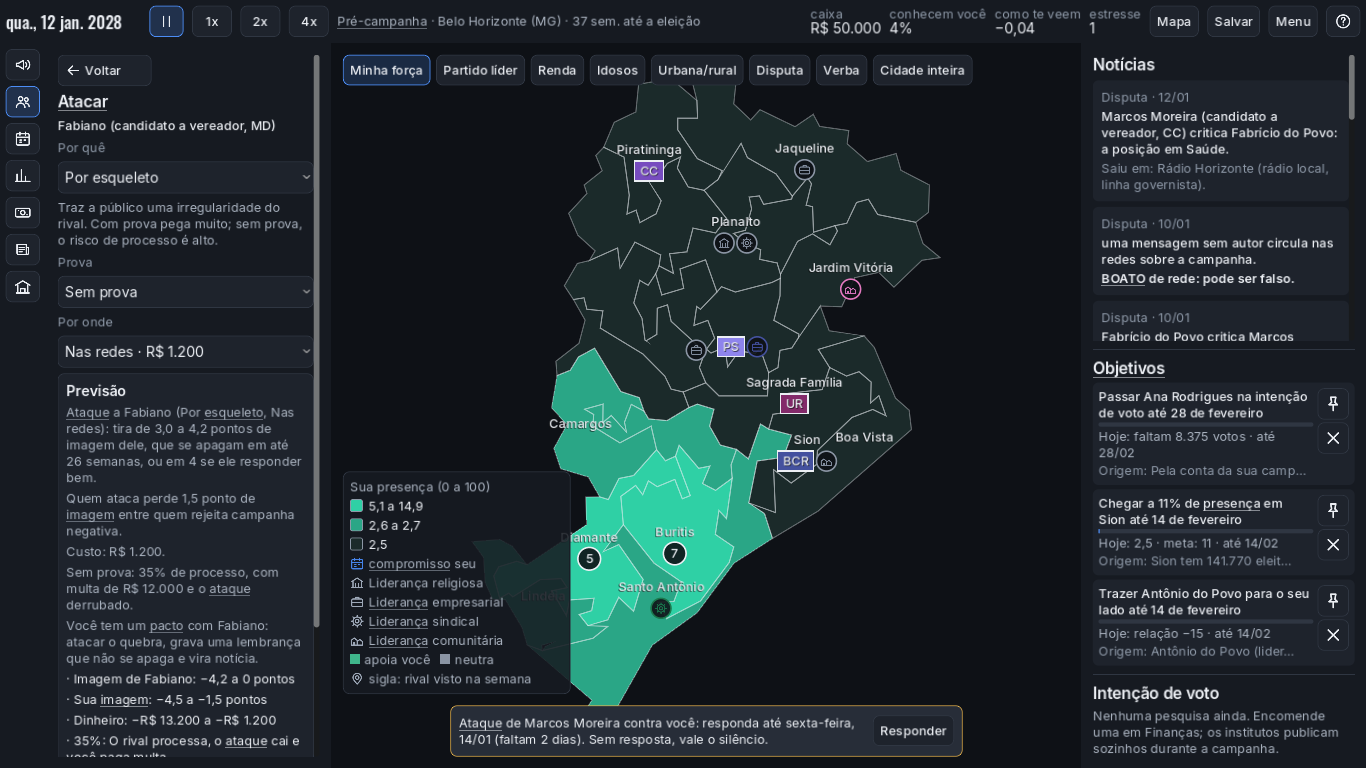 qua., 12 jan. 2028
1x
2x
4x
Pré-campanha · Belo Horizonte (MG) · 37 sem. até a eleição
caixa
R$ 50.000
conhecem você
4%
como te veem
−0,04
estresse
1
Mapa
Salvar
Menu
Voltar
Atacar
Fabiano (candidato a vereador, MD)
Por quê
Por esqueleto
Traz a público uma irregularidade do
rival. Com prova pega muito; sem prova,
o risco de processo é alto.
Prova
Sem prova
Por onde
Nas redes · R$ 1.200
Previsão
Ataque a Fabiano (Por esqueleto, Nas
redes): tira de 3,0 a 4,2 pontos de
imagem dele, que se apagam em até
26 semanas, ou em 4 se ele responder
bem.
Quem ataca perde 1,5 ponto de
imagem entre quem rejeita campanha
negativa.
Custo: R$ 1.200.
Sem prova: 35% de processo, com
multa de R$ 12.000 e o ataque
derrubado.
Você tem um pacto com Fabiano:
atacar o quebra, grava uma lembrança
que não se apaga e vira notícia.
· Imagem de Fabiano: −4,2 a 0 pontos
· Sua imagem: −4,5 a −1,5 pontos
· Dinheiro: −R$ 13.200 a −R$ 1.200
· 35%: O rival processa, o ataque cai e
você paga multa
Minha força
Partido líder
Renda
Idosos
Urbana/rural
Disputa
Verba
Cidade inteira
Piratininga
CC
Jaqueline
Planalto
Jardim Vitória
PS
Sagrada Família
UR
Camargos
Sion
Boa Vista
BCR
Buritis
7
Diamante
5
Santo Antônio
Lindeia
Sua presença (0 a 100)
5,1 a 14,9
2,6 a 2,7
2,5
compromisso seu
Liderança religiosa
Liderança empresarial
Liderança sindical
Liderança comunitária
apoia você
neutra
sigla: rival visto na semana
Ataque de Marcos Moreira contra você: responda até sexta-feira,
14/01 (faltam 2 dias). Sem resposta, vale o silêncio.
Responder
Notícias
Disputa · 12/01
Marcos Moreira (candidato a
vereador, CC) critica Fabrício do Povo:
a posição em Saúde.
Saiu em: Rádio Horizonte (rádio local,
linha governista).
Disputa · 10/01
uma mensagem sem autor circula nas
redes sobre a campanha.
BOATO de rede: pode ser falso.
Disputa · 10/01
Fabrício do Povo critica Marcos
Objetivos
Passar Ana Rodrigues na intenção
de voto até 28 de fevereiro
Hoje: faltam 8.375 votos · até
28/02
Origem: Pela conta da sua camp...
Chegar a 11% de presença em
Sion até 14 de fevereiro
Hoje: 2,5 · meta: 11 · até 14/02
Origem: Sion tem 141.770 eleit...
Trazer Antônio do Povo para o seu
lado até 14 de fevereiro
Hoje: relação −15 · até 14/02
Origem: Antônio do Povo (lider...
Intenção de voto
Nenhuma pesquisa ainda. Encomende
uma em Finanças; os institutos publicam
sozinhos durante a campanha.